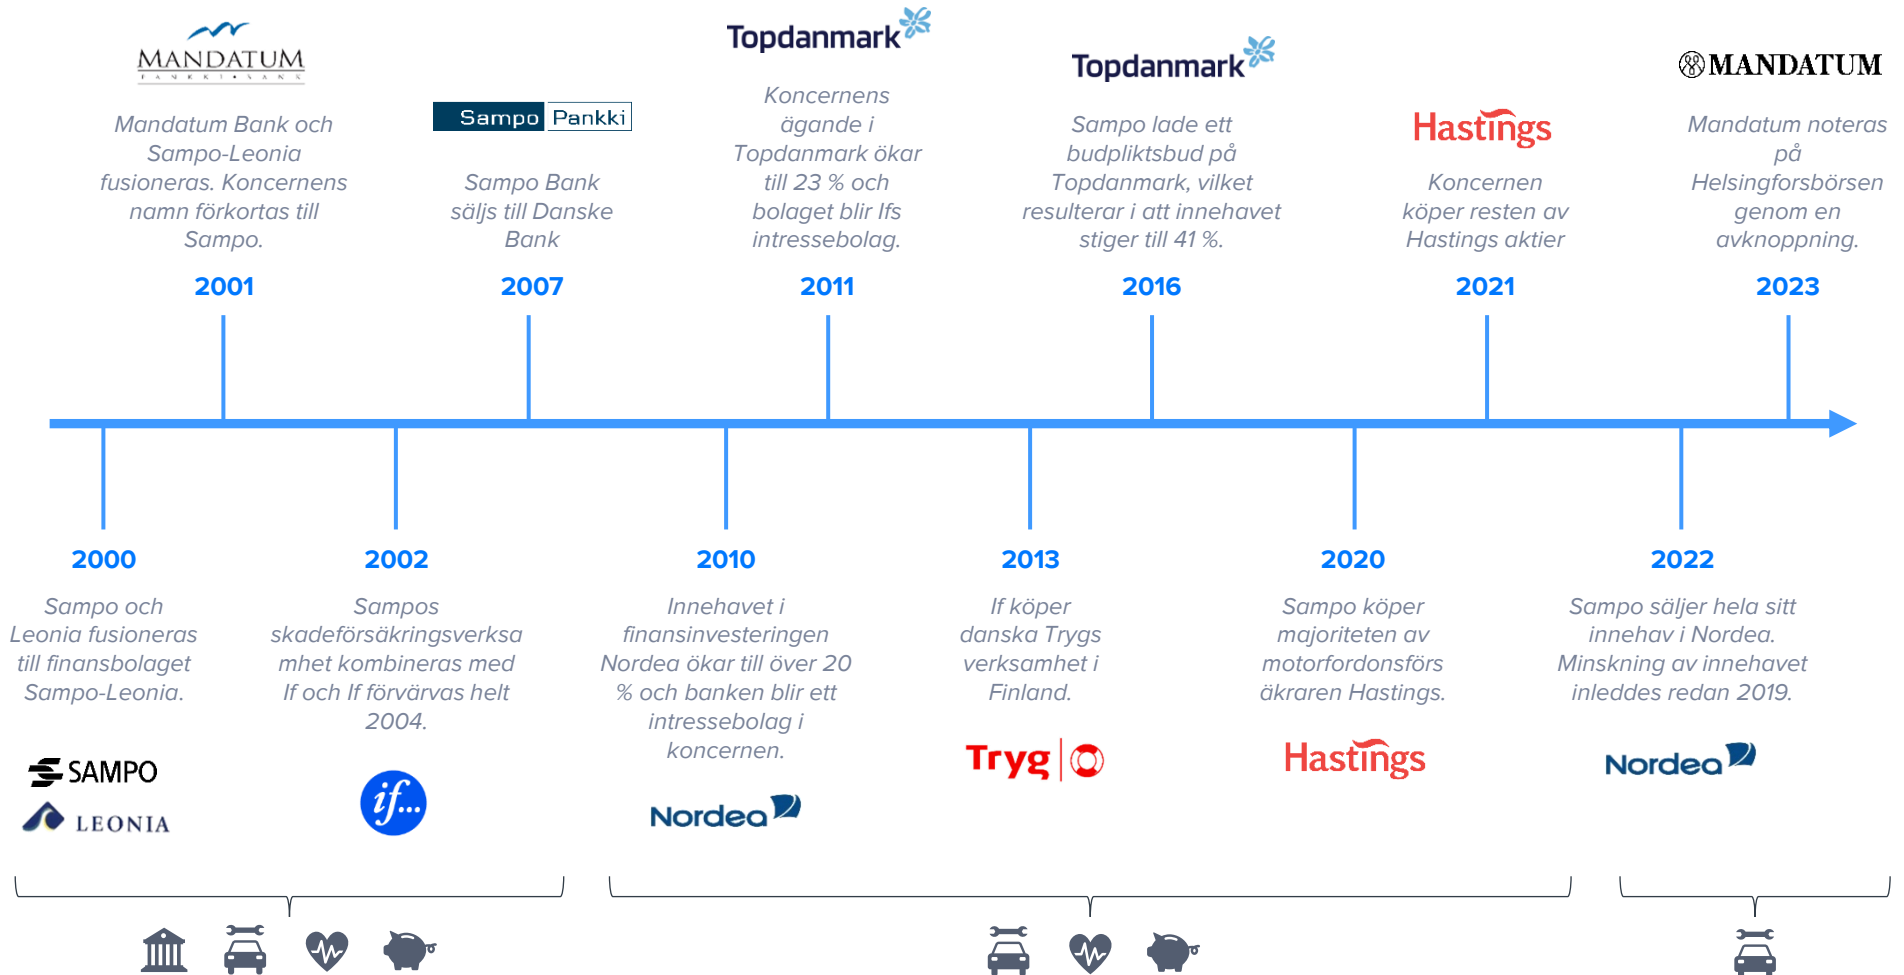 MANDATUM
PANKKI • BANK
Mandatum Bank och
Sampo-Leonia
fusioneras. Koncernens
namn förkortas till
Sampo.
2001
Sampo Pankki
Sampo Bank
säljs till Danske
Bank
2007
Topdanmark
Koncernens
ägande i
Topdanmark ökar
till 23 % och
bolaget blir Ifs
intressebolag.
2011
Topdanmark
Sampo lade ett
budpliktsbud på
Topdanmark, vilket
resulterar i att innehavet
stiger till 41 %.
2016
Hastings
Koncernen
köper resten av
Hastings aktier
2021
MANDATUM
Mandatum noteras
på
Helsingforsbörsen
genom en
avknoppning.
2023
2000
Sampo och
Leonia fusioneras
till finansbolaget
Sampo-Leonia.
SAMPO
LEONIA
2002
Sampos
skadeförsäkringsverksa
mhet kombineras med
If och If förvärvas helt
2004.
if...
2010
Innehavet i
finansinvesteringen
Nordea ökar till över 20
% och banken blir ett
intressebolag i
koncernen.
Nordea
2013
If köper
danska Trygs
verksamhet i
Finland.
Tryg
2020
Sampo köper
majoriteten av
motorfordonsförs
äkraren Hastings.
Hastings
2022
Sampo säljer hela sitt
innehav i Nordea.
Minskning av innehavet
inleddes redan 2019.
Nordea